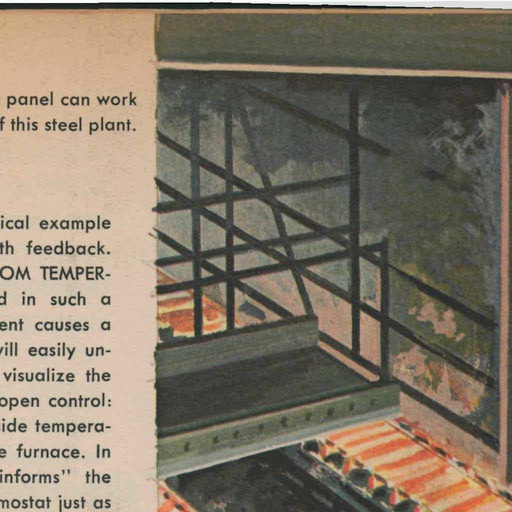 panel can work
f this steel plant.
ical example
th feedback.
OM TEMPER-
d in such a
ent causes a
vill easily un-
visualize the
open control:
side tempera-
e furnace. In
informs" the
mostat just as